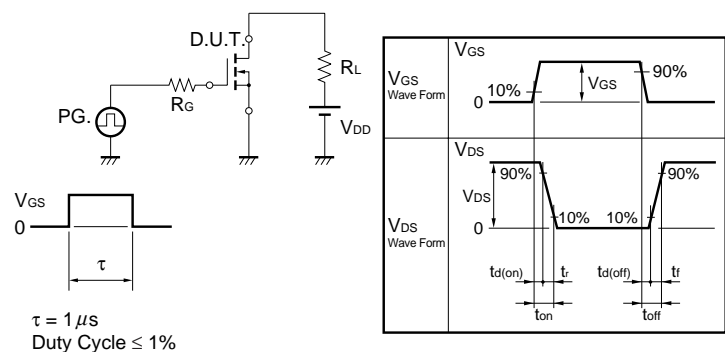 D.U.T.
RL
RG
PG.
VDD
VGS
0
τ
τ = 1 μs
Duty Cycle ≤ 1%
VGS
Wave Form
VGS
10%
VGS
90%
0
VDS
Wave Form
VDS
90%
VDS
90%
10%
10%
0
td(on)
tr
td(off)
tf
ton
toff